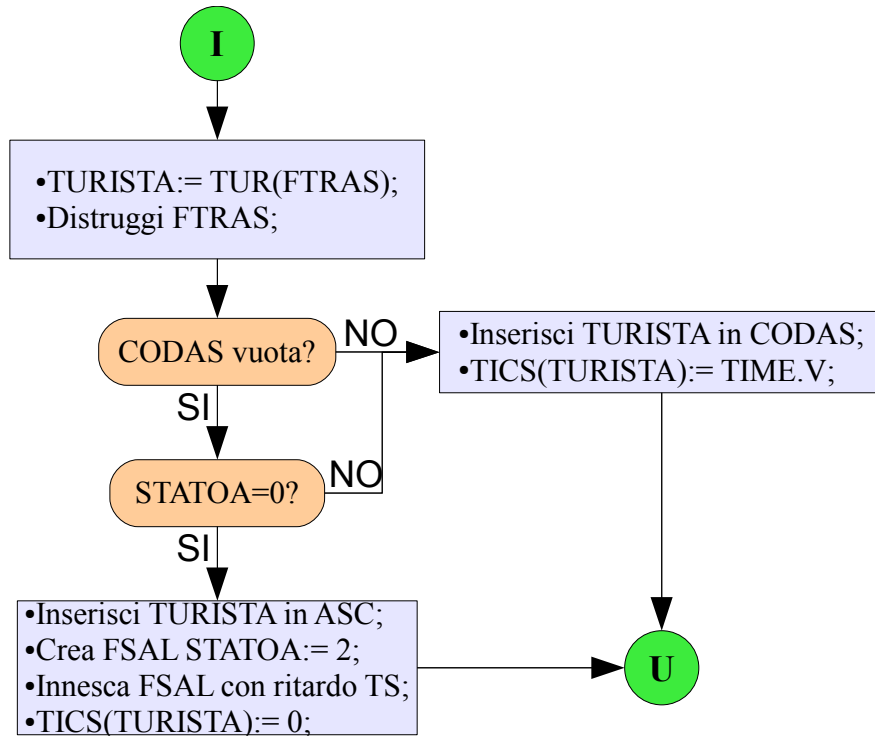 I
•TURISTA:= TUR(FTRAS);
•Distruggi FTRAS;
CODAS vuota?
NO
•Inserisci TURISTA in CODAS;
•TICS(TURISTA):= TIME.V;
SI
STATOA=0?
NO
SI
•Inserisci TURISTA in ASC;
•Crea FSAL STATOA:= 2;
•Innesca FSAL con ritardo TS;
•TICS(TURISTA):= 0;
U